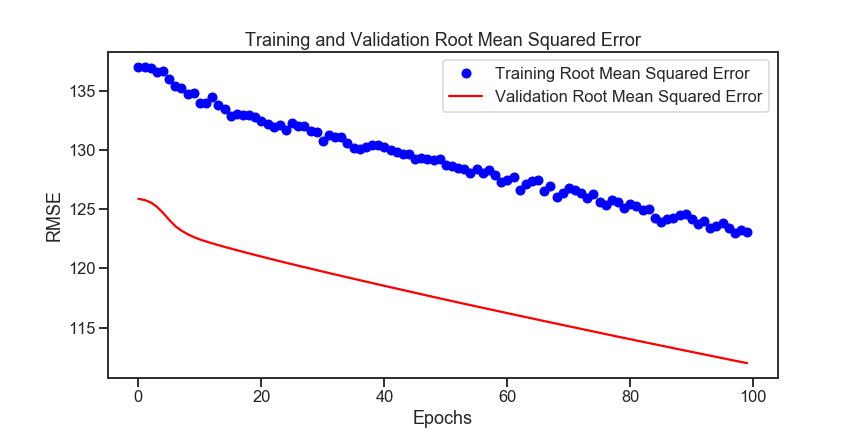 Training and Validation Root Mean Squared Error
Training Root Mean Squared Error
Validation Root Mean Squared Error
RMSE
135
130
125
120
115
0 20 40 60 80 100
Epochs